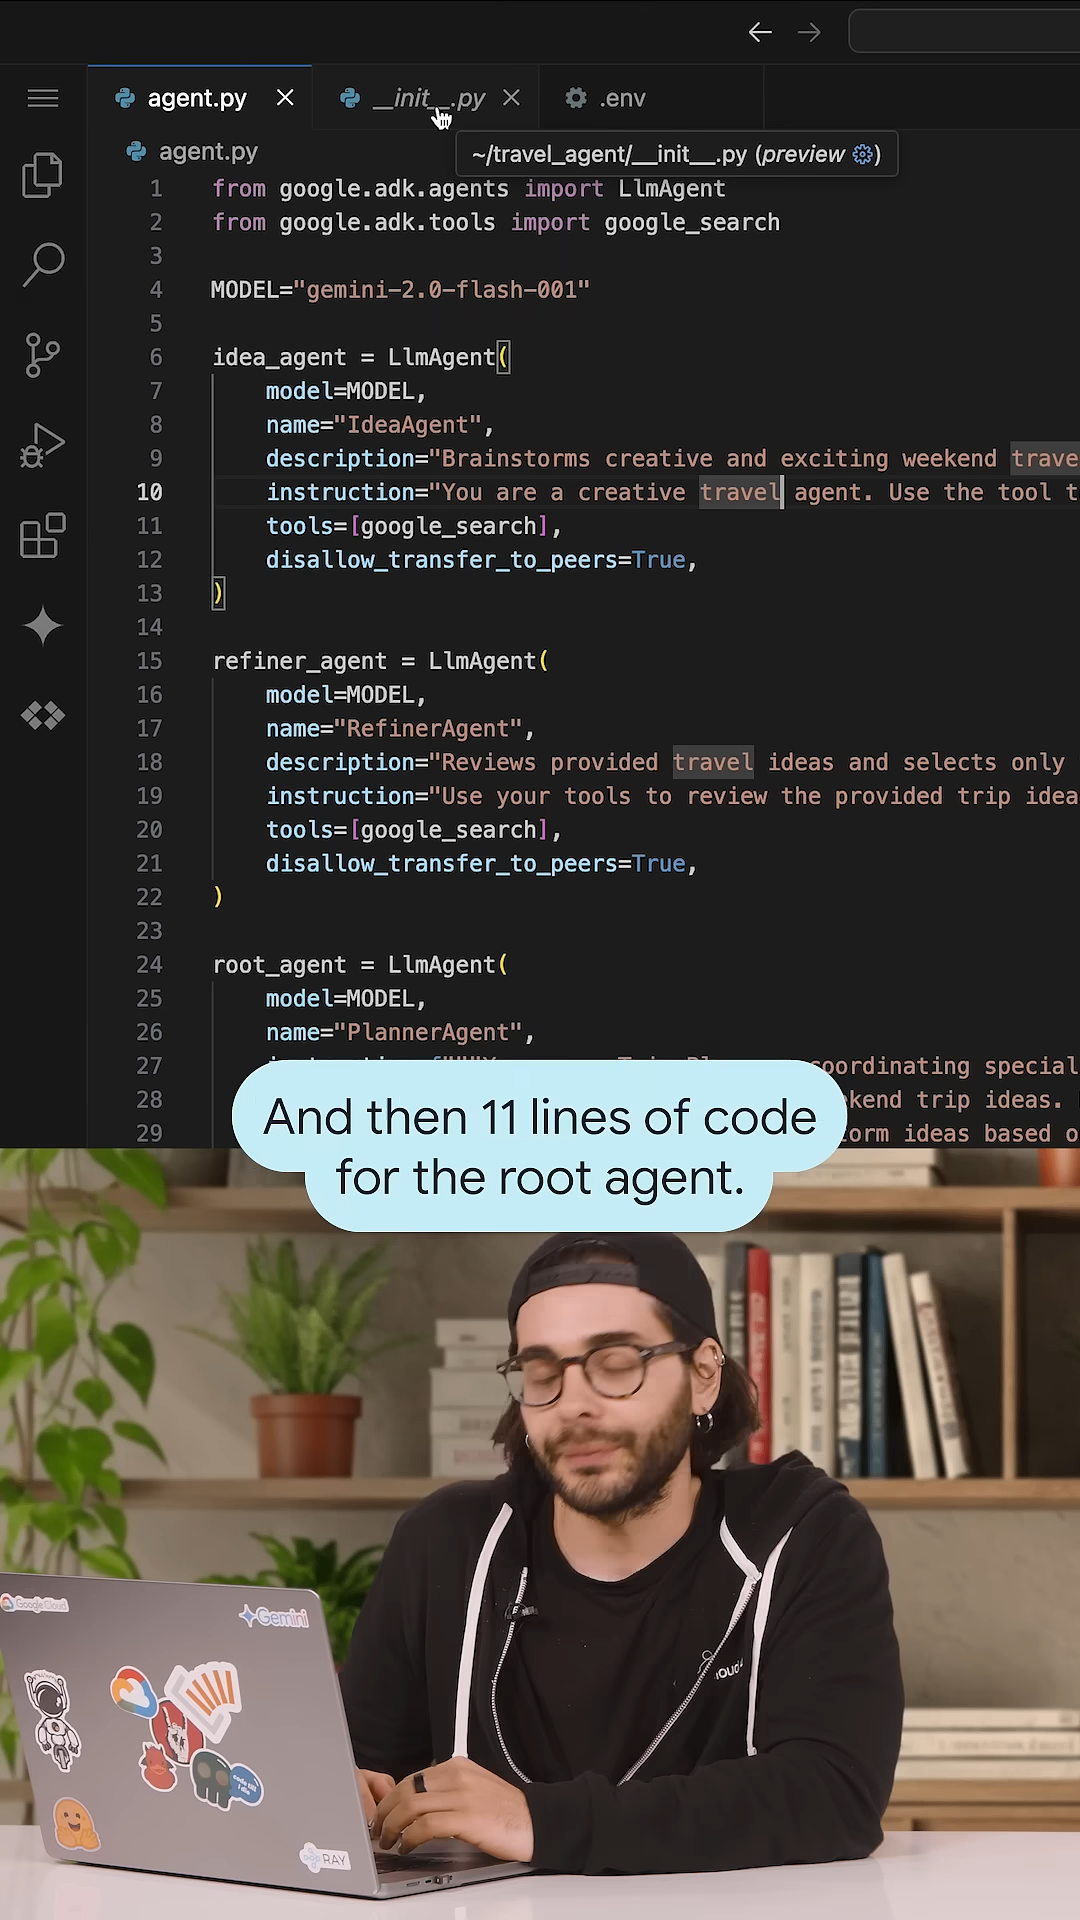 agent.py
__init__.py
.env
agent.py
~/travel_agent/__init__.py (preview)
1 from google.adk.agents import LlmAgent
2 from google.adk.tools import google_search
3
4 MODEL="gemini-2.0-flash-001"
5
6 idea_agent = LlmAgent(
7 model=MODEL,
8 name="IdeaAgent",
9 description="Brainstorms creative and exciting weekend trave
10 instruction="You are a creative travel agent. Use the tool t
11 tools=[google_search],
12 disallow_transfer_to_peers=True,
13 )
14
15 refiner_agent = LlmAgent(
16 model=MODEL,
17 name="RefinerAgent",
18 description="Reviews provided travel ideas and selects only
19 instruction="Use your tools to review the provided trip idea
20 tools=[google_search],
21 disallow_transfer_to_peers=True,
22 )
23
24 root_agent = LlmAgent(
25 model=MODEL,
26 name="PlannerAgent",
27 coordinating special
28 trip ideas.
29 ideas based o
And then 11 lines of code
for the root agent.
Google Cloud
Gemini
code till
I die
RAY